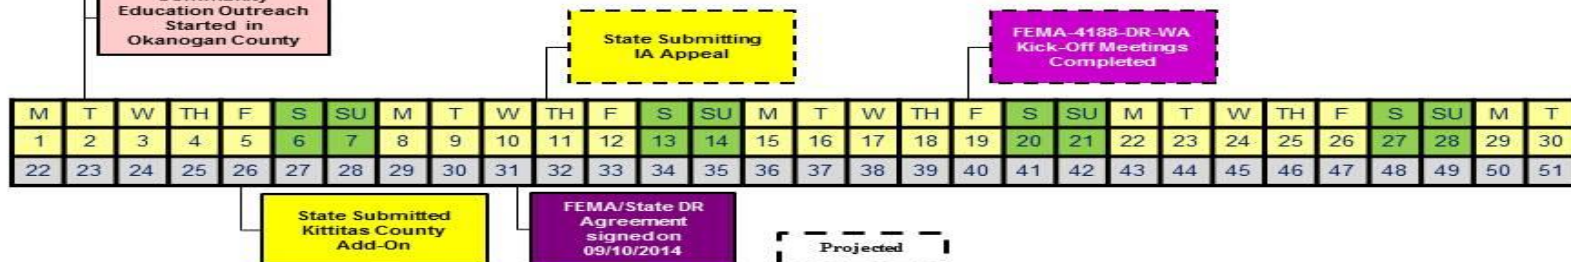 Education Outreach
Started in
Okanogan County
State Submitting
IA Appeal
FEMA-4188-DR-WA
Kick-Off Meetings
Completed
M T W TH F S SU M T W TH F S SU M T W TH F S SU M T W TH F S SU M T
1 2 3 4 5 6 7 8 9 10 11 12 13 14 15 16 17 18 19 20 21 22 23 24 25 26 27 28 29 30
22 23 24 25 26 27 28 29 30 31 32 33 34 35 36 37 38 39 40 41 42 43 44 45 46 47 48 49 50 51
State Submitted
Kittitas County
Add-On
FEMA/State DR
Agreement
signed on
09/10/2014
Projected